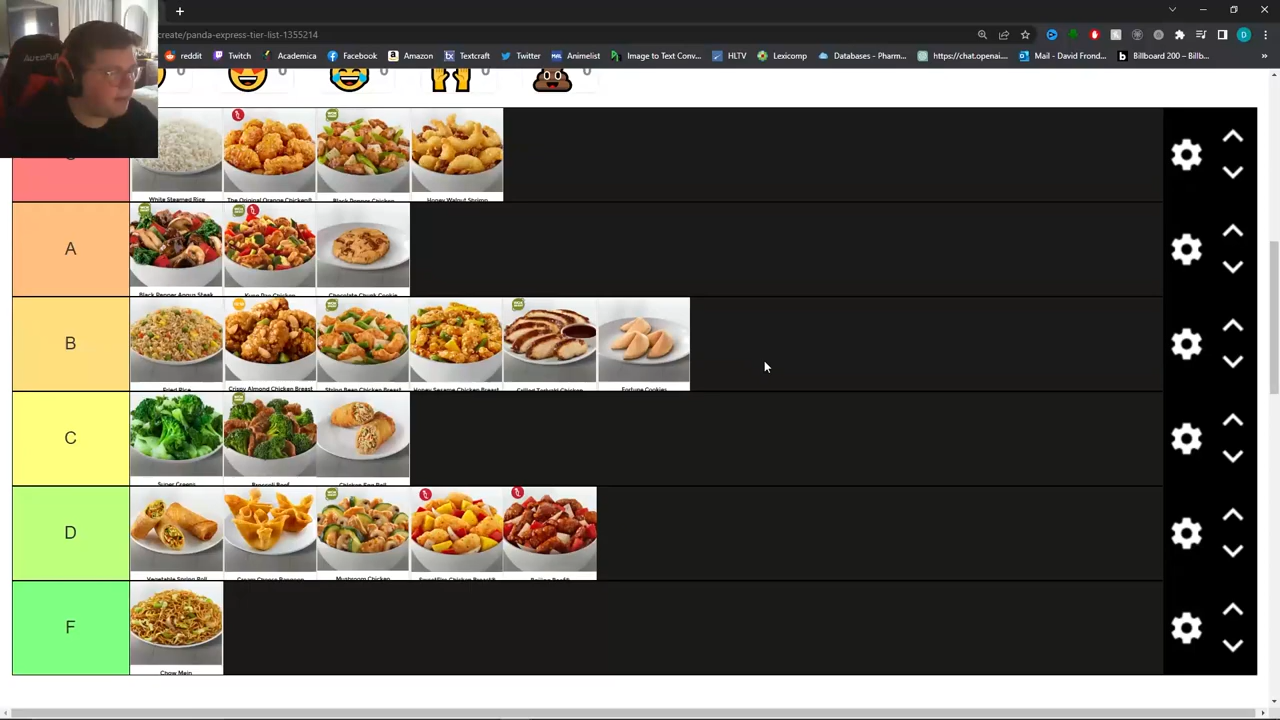 create/panda-express-tier-list-1355214
reddit Twitch Academica Facebook Amazon Textcraft Twitter Animelist Image to Text Conv... HLTV Lexicomp Databases – Pharm... https://chat.openai.... Mail - David Frond... Billboard 200 – Billb...
White Steamed Rice The Original Orange Chicken® Black Pepper Chicken Honey Walnut Shrimp
A
Black Pepper Angus Steak Kung Pao Chicken Chocolate Chunk Cookie
B
Fried Rice Crispy Almond Chicken Breast String Bean Chicken Breast Honey Sesame Chicken Breast Grilled Teriyaki Chicken Fortune Cookies
C
Super Greens Broccoli Beef Chicken Egg Roll
D
Vegetable Spring Roll Cream Cheese Rangoon Mushroom Chicken SweetFire Chicken Breast® Beijing Beef®
F
Chow Mein